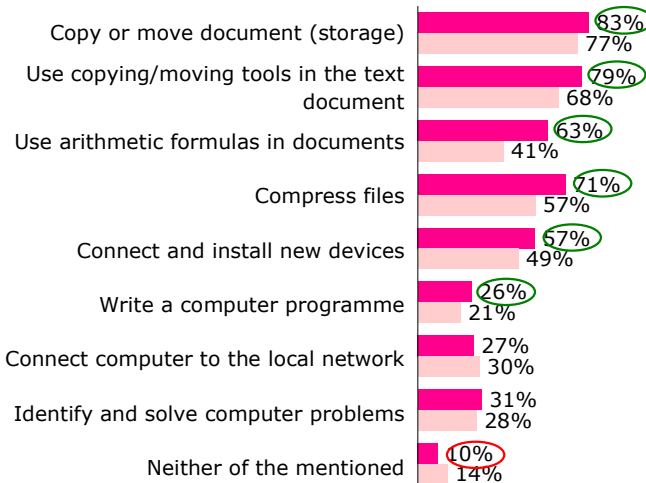 Copy or move document (storage)
83%
77%
Use copying/moving tools in the text
document
79%
68%
Use arithmetic formulas in documents
63%
41%
Compress files
71%
57%
Connect and install new devices
57%
49%
Write a computer programme
26%
21%
Connect computer to the local network
27%
30%
Identify and solve computer problems
31%
28%
Neither of the mentioned
10%
14%